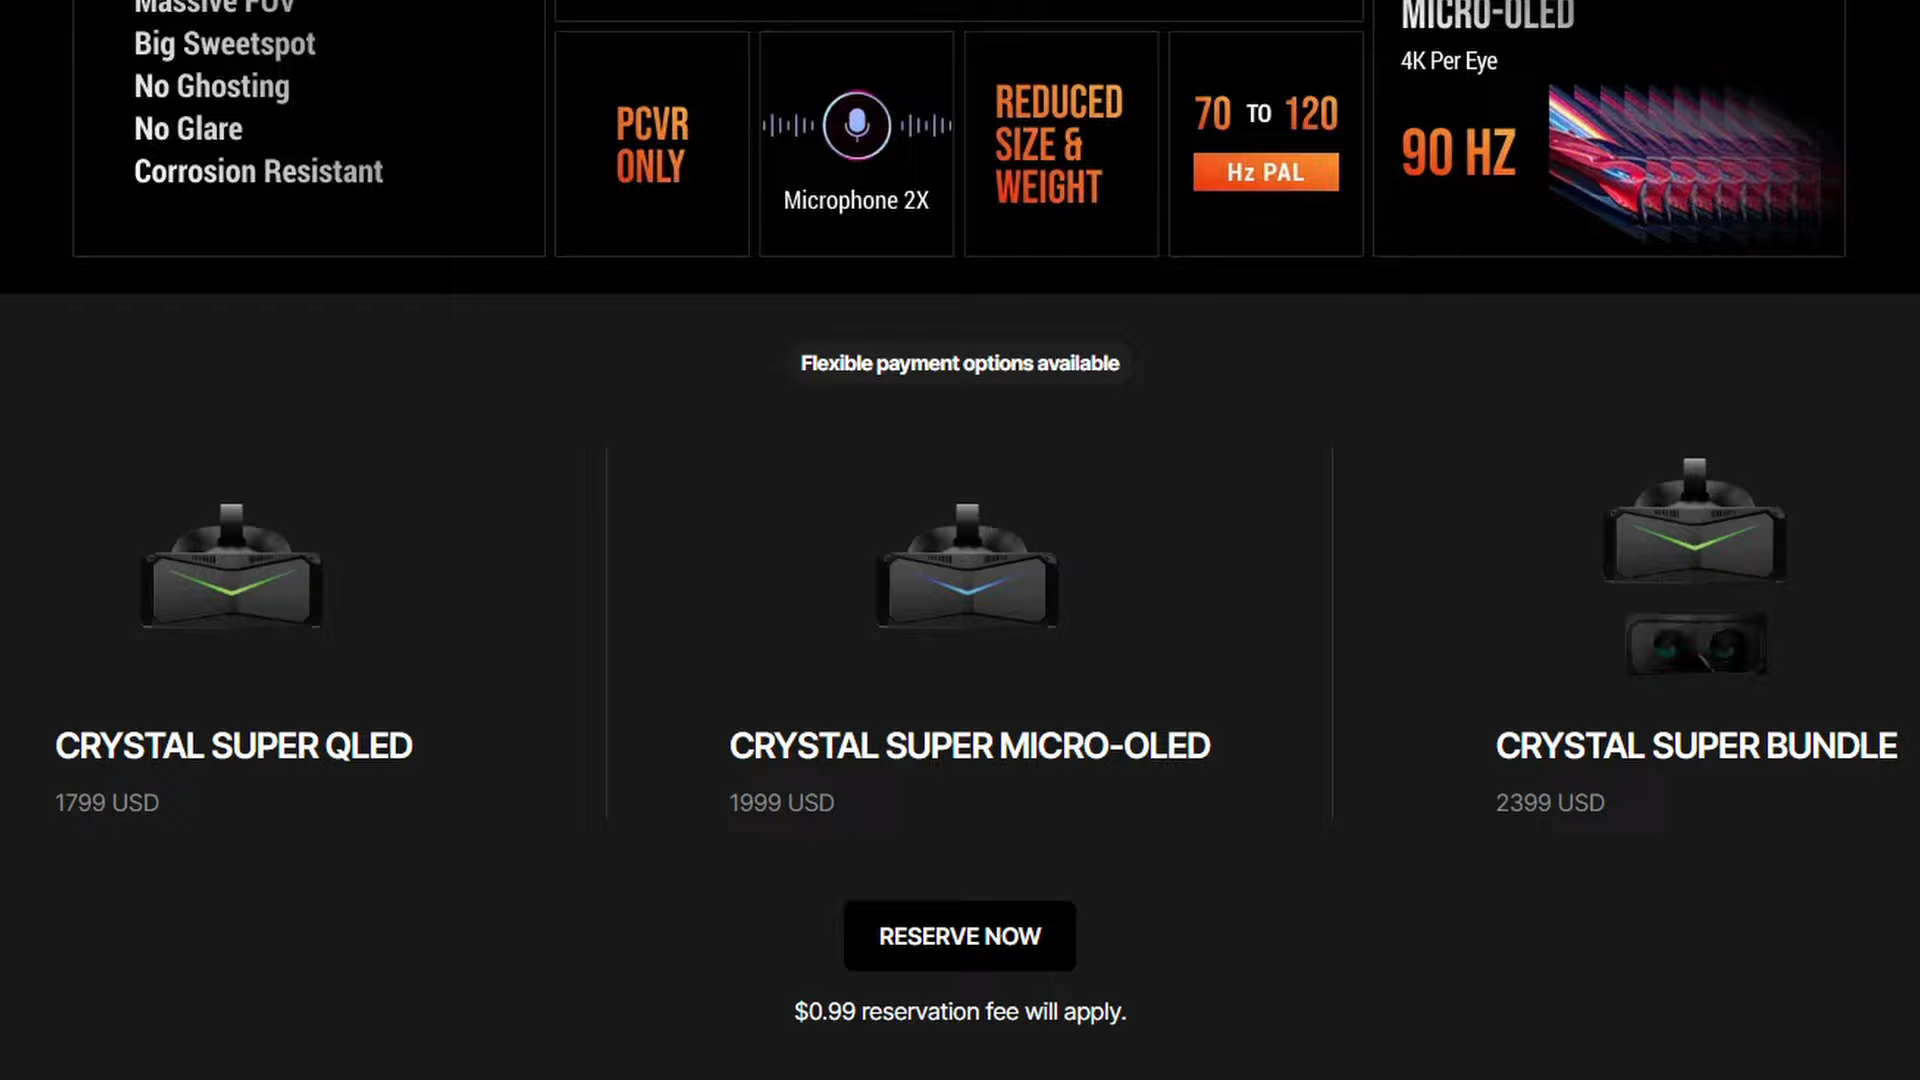 Massive FOV
Big Sweetspot
No Ghosting
No Glare
Corrosion Resistant
PCVR
ONLY
Microphone 2X
REDUCED
SIZE &
WEIGHT
70 TO 120
Hz PAL
MICRO-OLED
4K Per Eye
90 HZ
Flexible payment options available
CRYSTAL SUPER QLED
1799 USD
CRYSTAL SUPER MICRO-OLED
1999 USD
CRYSTAL SUPER BUNDLE
2399 USD
RESERVE NOW
$0.99 reservation fee will apply.